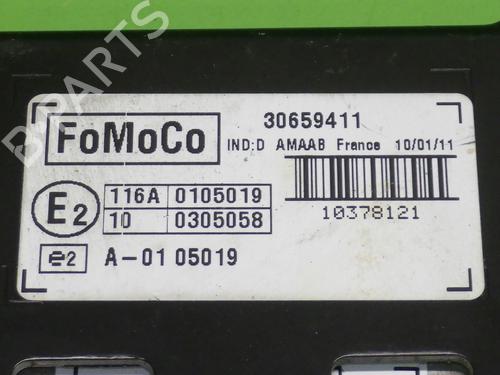 B-PARTS
FoMoCo
30659411
IND:D AMAAB France 10/01/11
E2
116A 0105019
10 0305058
10378121
e2 A-01 05019